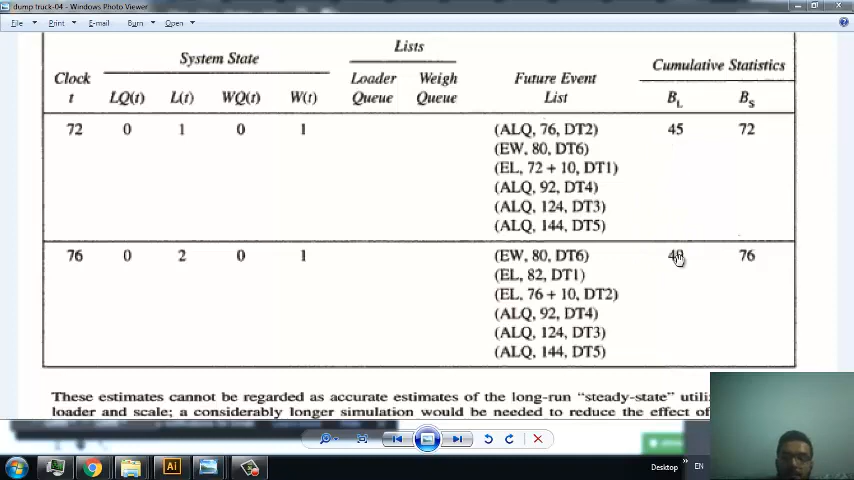 dump truck-04 - Windows Photo Viewer
File Print E-mail Burn Open
System State Lists Cumulative Statistics
Clock Loader Weigh Future Event
t LQ(t) L(t) WQ(t) W(t) Queue Queue List B_L B_S
72 0 1 0 1 (ALQ, 76, DT2) 45 72
(EW, 80, DT6)
(EL, 72 + 10, DT1)
(ALQ, 92, DT4)
(ALQ, 124, DT3)
(ALQ, 144, DT5)
76 0 2 0 1 (EW, 80, DT6) 76
(EL, 82, DT1)
(EL, 76 + 10, DT2)
(ALQ, 92, DT4)
(ALQ, 124, DT3)
(ALQ, 144, DT5)
These estimates cannot be regarded as accurate estimates of the long-run “steady-state”
loader and scale; a considerably longer simulation would be needed to reduce the effect of
Desktop EN